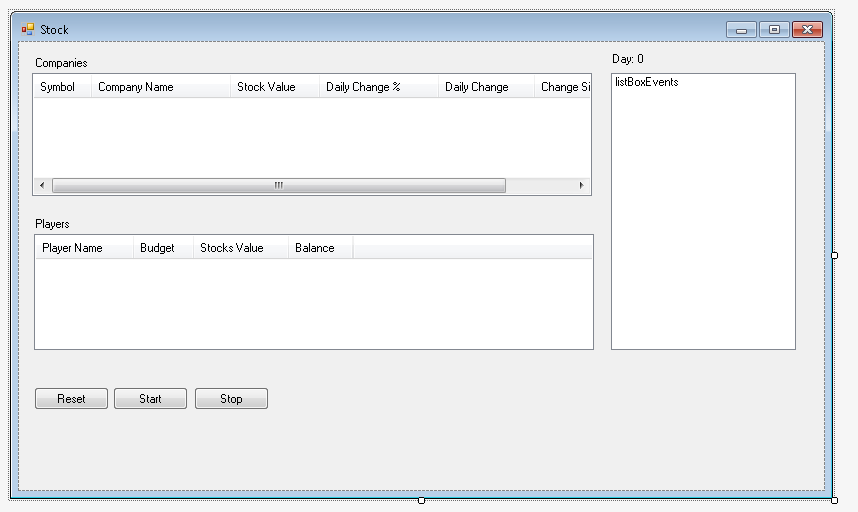 Stock
Companies
Symbol Company Name Stock Value Daily Change % Daily Change Change Si
Day: 0
listBoxEvents
Players
Player Name Budget Stocks Value Balance
Reset Start Stop